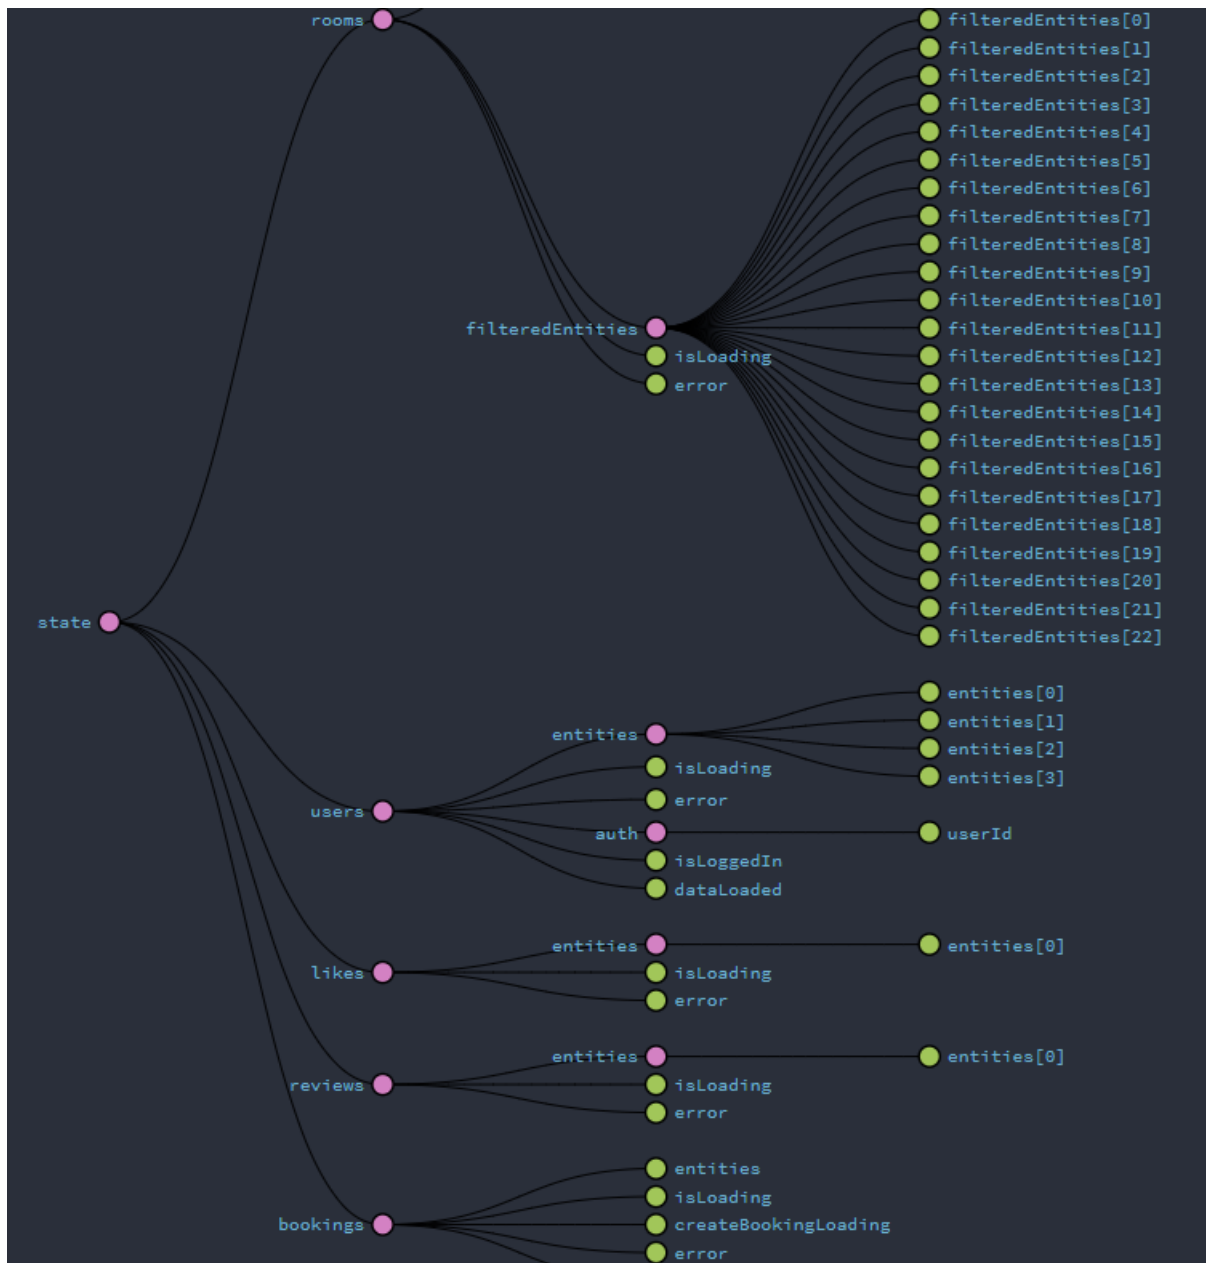 rooms
filteredEntities[0]
filteredEntities[1]
filteredEntities[2]
filteredEntities[3]
filteredEntities[4]
filteredEntities[5]
filteredEntities[6]
filteredEntities[7]
filteredEntities[8]
filteredEntities[9]
filteredEntities[10]
filteredEntities
filteredEntities[11]
isLoading
filteredEntities[12]
error
filteredEntities[13]
filteredEntities[14]
filteredEntities[15]
filteredEntities[16]
filteredEntities[17]
filteredEntities[18]
filteredEntities[19]
filteredEntities[20]
filteredEntities[21]
state
filteredEntities[22]
entities[0]
entities[1]
entities
entities[2]
isLoading
entities[3]
error
users
auth
userId
isLoggedIn
dataLoaded
entities
entities[0]
likes
isLoading
error
entities
entities[0]
reviews
isLoading
error
entities
isLoading
bookings
createBookingLoading
error